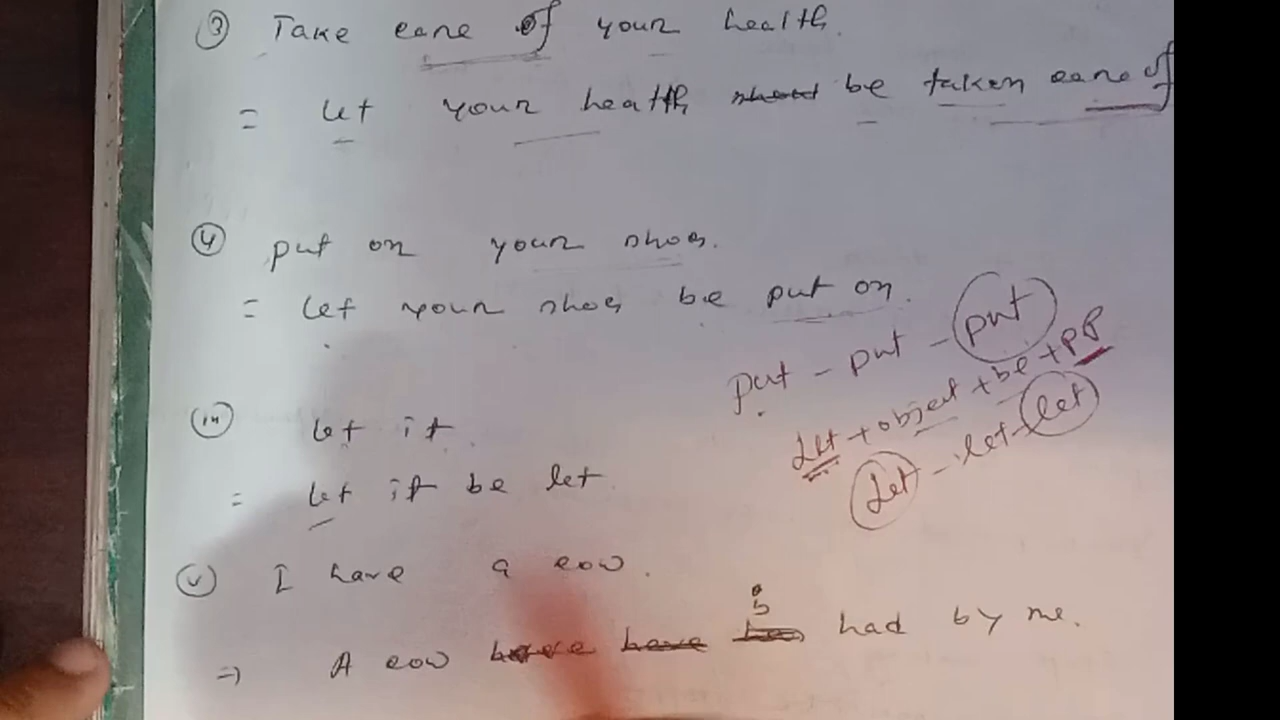 ③ Take care of your health.
= Let your health be taken care of
④ put on your shoes.
= Let your shoes be put on.
put - put - put
Let + object + be + PP
Let - let - let
let it.
= Let it be let
ⓥ I have a cow.
⇒ A cow is had by me.